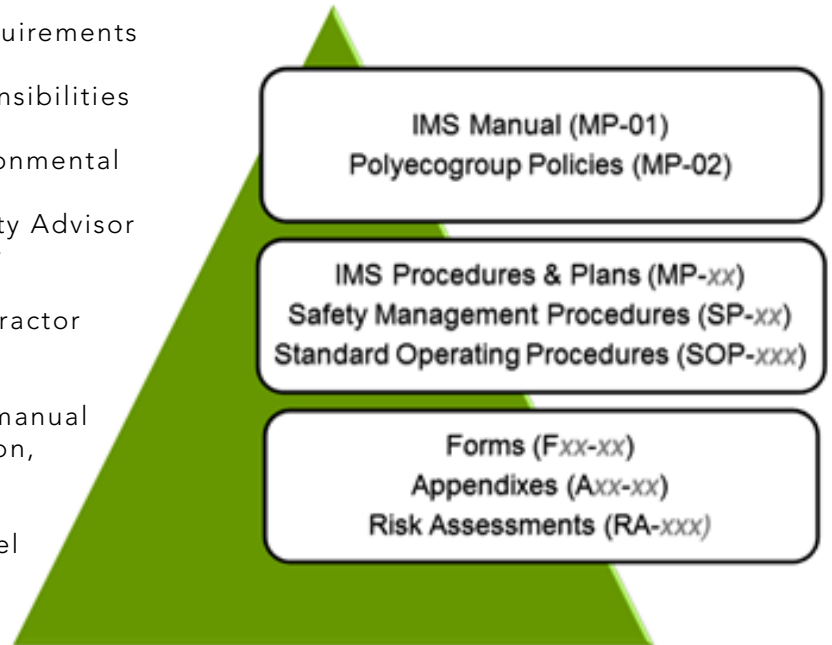 uirements
nsibilities
onmental
ty Advisor
ractor
manual
on,
el
IMS Manual (MP-01)
Polyecogroup Policies (MP-02)
IMS Procedures & Plans (MP-xx)
Safety Management Procedures (SP-xx)
Standard Operating Procedures (SOP-xxx)
Forms (Fxx-xx)
Appendixes (Axx-xx)
Risk Assessments (RA-xxx)